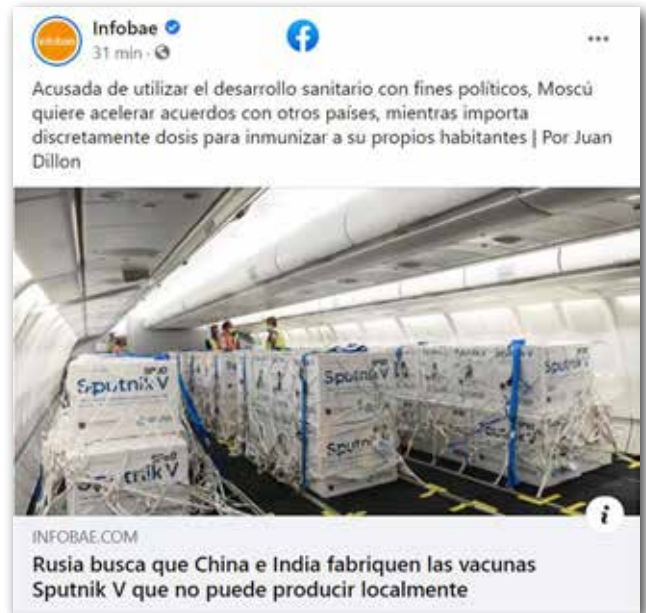 Infobae
infobae
31 min ·
Acusada de utilizar el desarrollo sanitario con fines políticos, Moscú
quiere acelerar acuerdos con otros países, mientras importa
discretamente dosis para inmunizar a su propios habitantes | Por Juan
Dillon
Sputnik V
Sputnik V
Sputnik V
Sputnik
INFOBAE.COM
Rusia busca que China e India fabriquen las vacunas
Sputnik V que no puede producir localmente